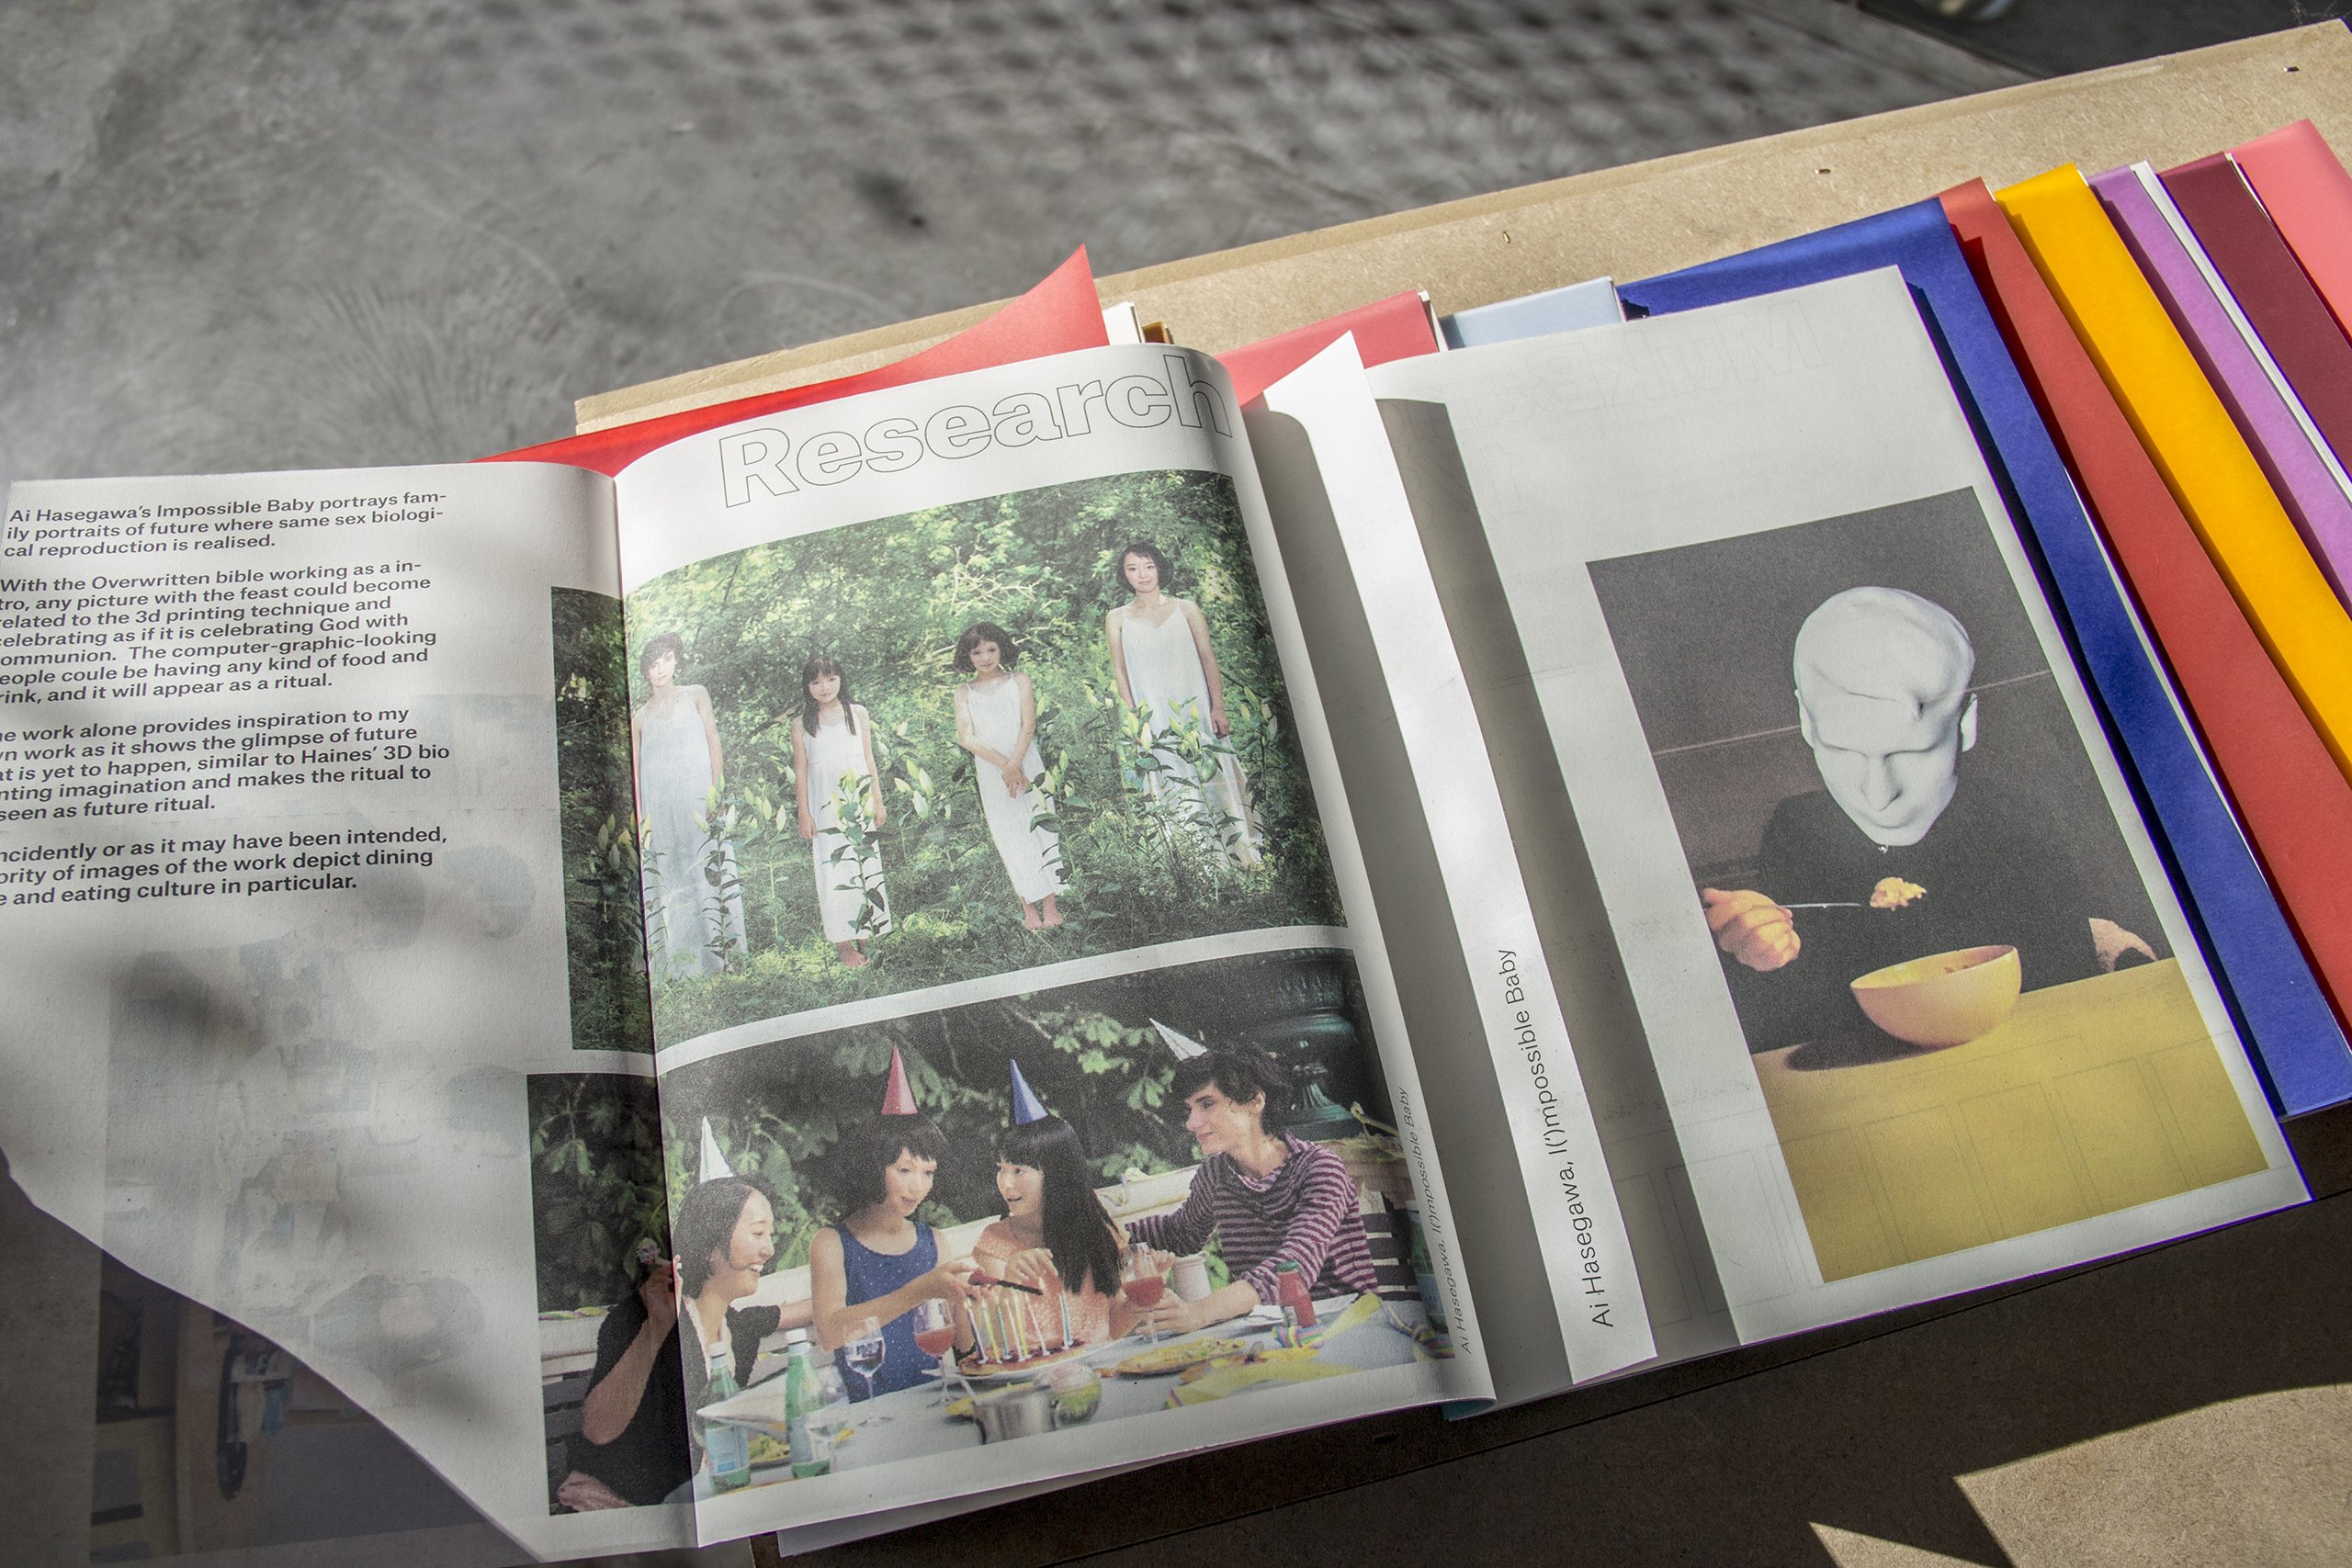 Ai Hasegawa's Impossible Baby portrays fam-
ily portraits of future where same sex biologi-
cal reproduction is realised.
With the Overwritten bible working as a in-
tro, any picture with the feast could become
related to the 3d printing technique and
celebrating as if it is celebrating God with
ommunion. The computer-graphic-looking
eople coule be having any kind of food and
rink, and it will appear as a ritual.
e work alone provides inspiration to my
n work as it shows the glimpse of future
at is yet to happen, similar to Haines' 3D bio
nting imagination and makes the ritual to
seen as future ritual.
ncidently or as it may have been intended,
ority of images of the work depict dining
e and eating culture in particular.
Research
Ai Hasegawa, I(')mpossible Baby
Ai Hasegawa, I(')mpossible Baby